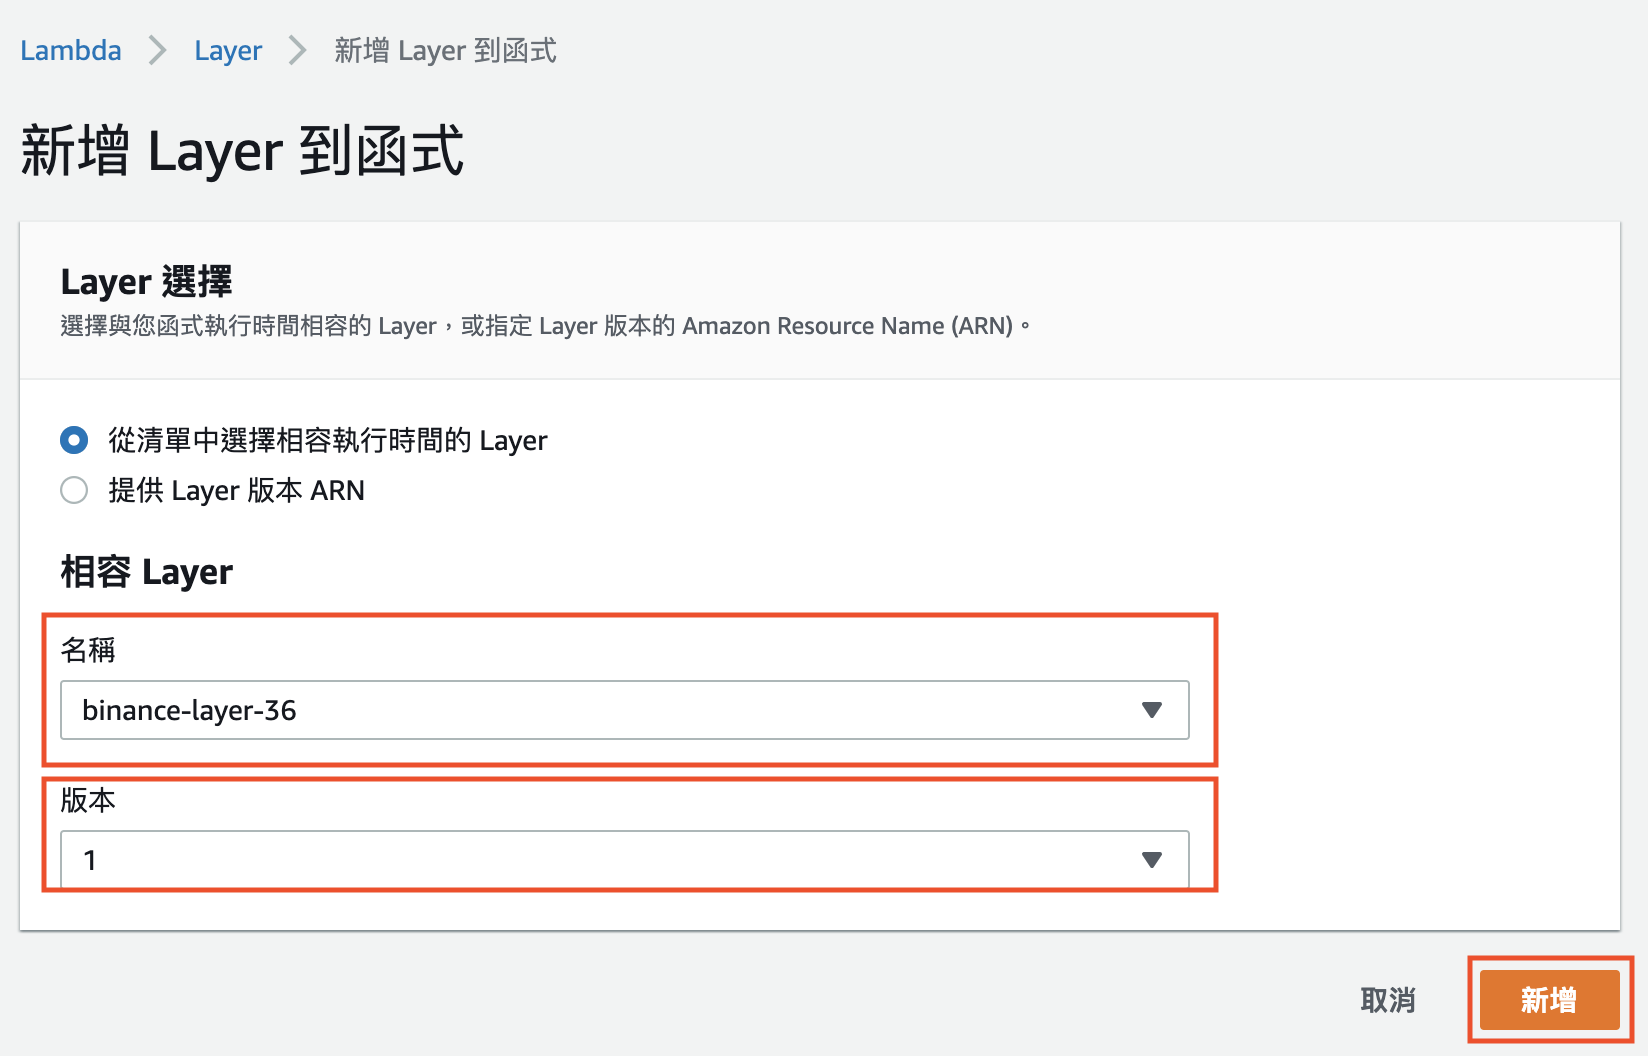 Lambda > Layer > 新增 Layer 到函式
新增 Layer 到函式
Layer 選擇
選擇與您函式執行時間相容的 Layer,或指定 Layer 版本的 Amazon Resource Name (ARN)。
從清單中選擇相容執行時間的 Layer
提供 Layer 版本 ARN
相容 Layer
名稱
binance-layer-36
版本
1
取消 新增